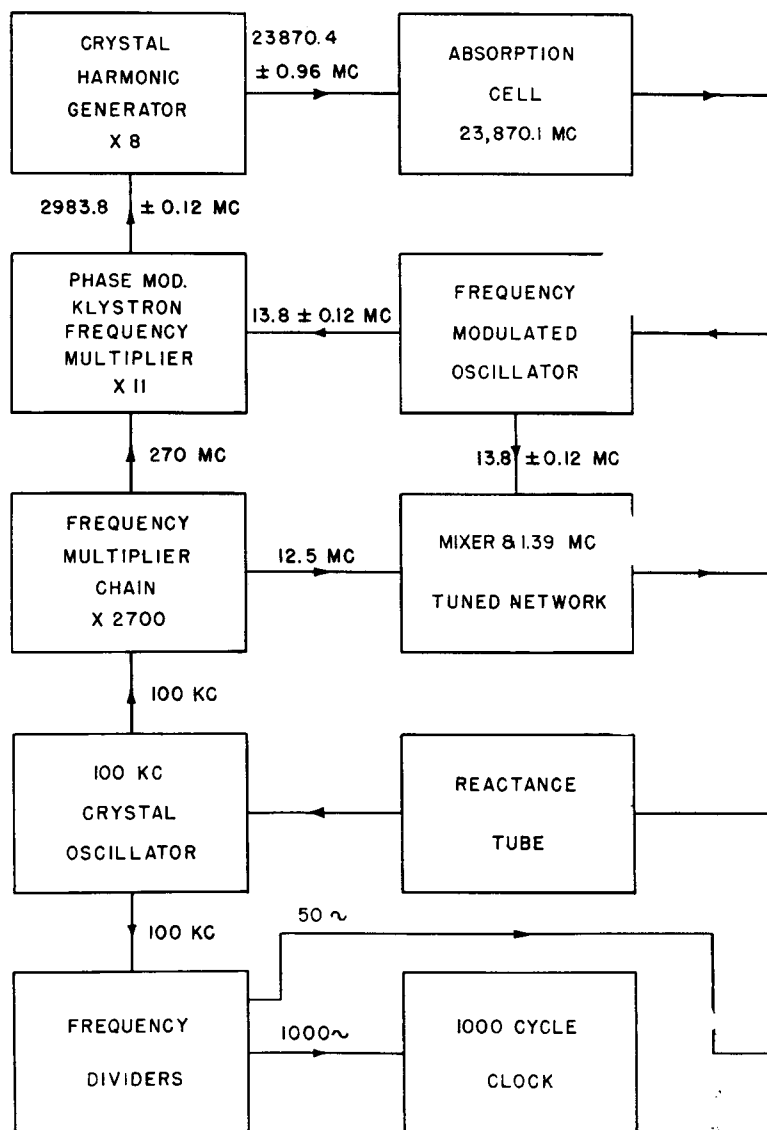 CRYSTAL
HARMONIC
GENERATOR
X 8
23870.4
± 0.96 MC
ABSORPTION
CELL
23,870.1 MC
2983.8 ± 0.12 MC
PHASE MOD.
KLYSTRON
FREQUENCY
MULTIPLIER
X 11
13.8 ± 0.12 MC
FREQUENCY
MODULATED
OSCILLATOR
270 MC
13.8 ± 0.12 MC
FREQUENCY
MULTIPLIER
CHAIN
X 2700
12.5 MC
MIXER & 1.39 MC
TUNED NETWORK
100 KC
100 KC
CRYSTAL
OSCILLATOR
REACTANCE
TUBE
100 KC
50 ~
FREQUENCY
DIVIDERS
1000~
1000 CYCLE
CLOCK